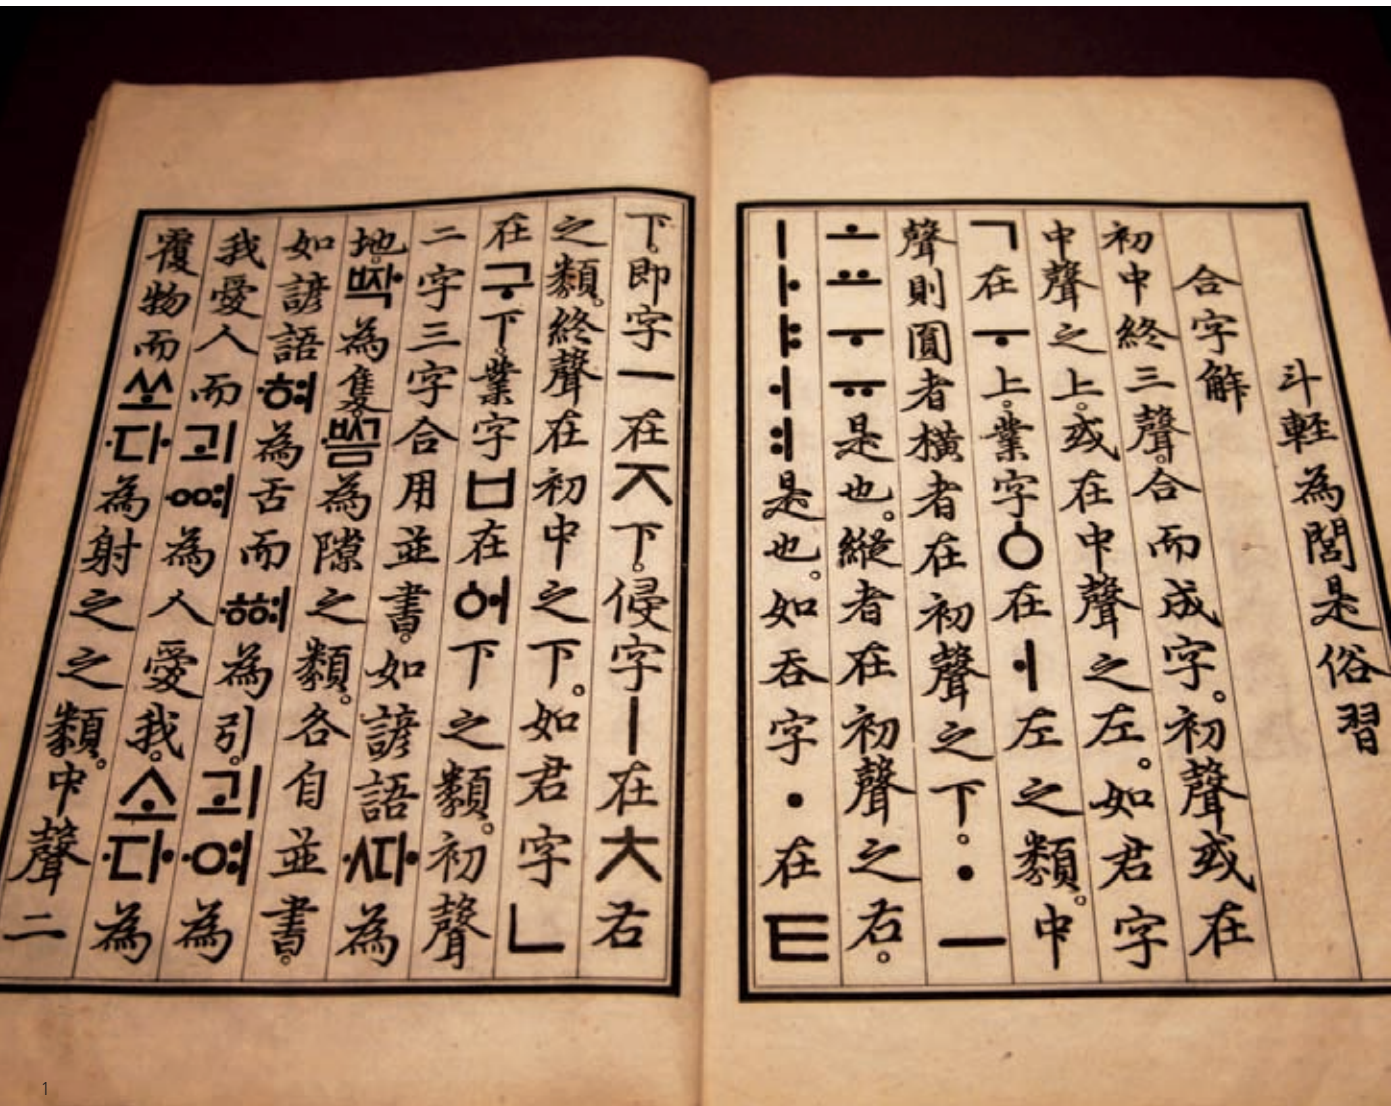 斗輕為閭是俗習
合字解
初中終三聲。合而成字。初聲或在
中聲之上。或在中聲之左。如君字
ㄱ在ㅜ上。業字ㆁ在ㅓ左之類。中
聲則圓者橫者在初聲之下。ㆍㅡ
ㅗㅛㅜㅠ是也。縱者在初聲之右。
ㅣㅏㅑㅓㅕ是也。如吞字ㆍ在ㅌ
下。即字ㅡ在ㅈ下。侵字ㅣ在ㅊ右
之類。終聲在初中之下。如君字ㄴ
在구下。業字ㅂ在ᅌᅥ下之類。初聲
二字三字合用並書。如諺語ᄯᅡ〮為
地。ᄧᅡᆨ為隻ᄢᅳᆷ為隙之類。各自並書。
如諺語혀〮為舌而ᅘᅧ〮為引。괴〮여〮為
我愛人而괴〮ᅇᅧ〮為人愛我。소다〮為
覆物而쏘다〮為射之之類。中聲二
1